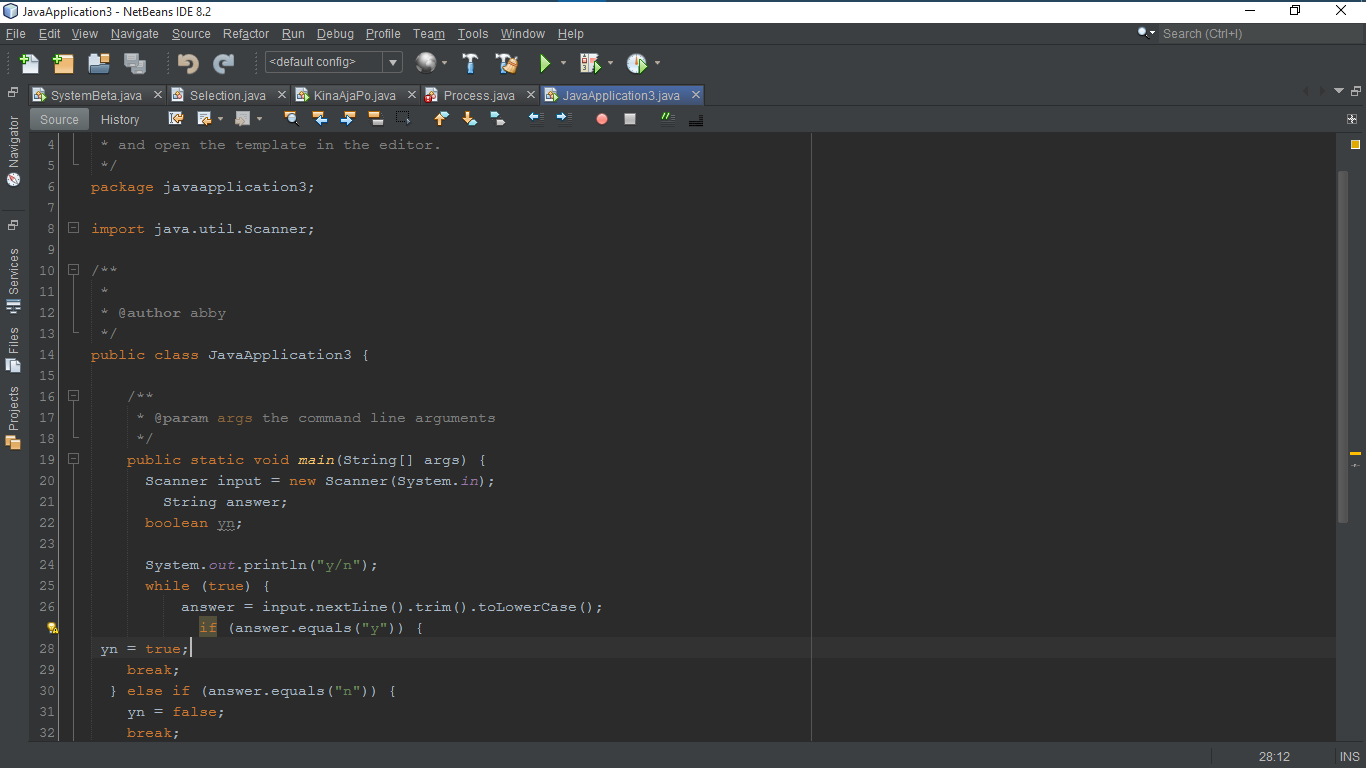 JavaApplication3 - NetBeans IDE 8.2
File Edit View Navigate Source Refactor Run Debug Profile Team Tools Window Help
Search (Ctrl+I)
<default config>
SystemBeta.java Selection.java KinaAjaPo.java Process.java JavaApplication3.java
Source History
Navigator
Services
Files
Projects
4 * and open the template in the editor.
5 */
6 package javaapplication3;
7
8 import java.util.Scanner;
9
10 /**
11 *
12 * @author abby
13 */
14 public class JavaApplication3 {
15
16 /**
17 * @param args the command line arguments
18 */
19 public static void main(String[] args) {
20 Scanner input = new Scanner(System.in);
21 String answer;
22 boolean yn;
23
24 System.out.println("y/n");
25 while (true) {
26 answer = input.nextLine().trim().toLowerCase();
if (answer.equals("y")) {
28 yn = true;
29 break;
30 } else if (answer.equals("n")) {
31 yn = false;
32 break;
28:12 INS